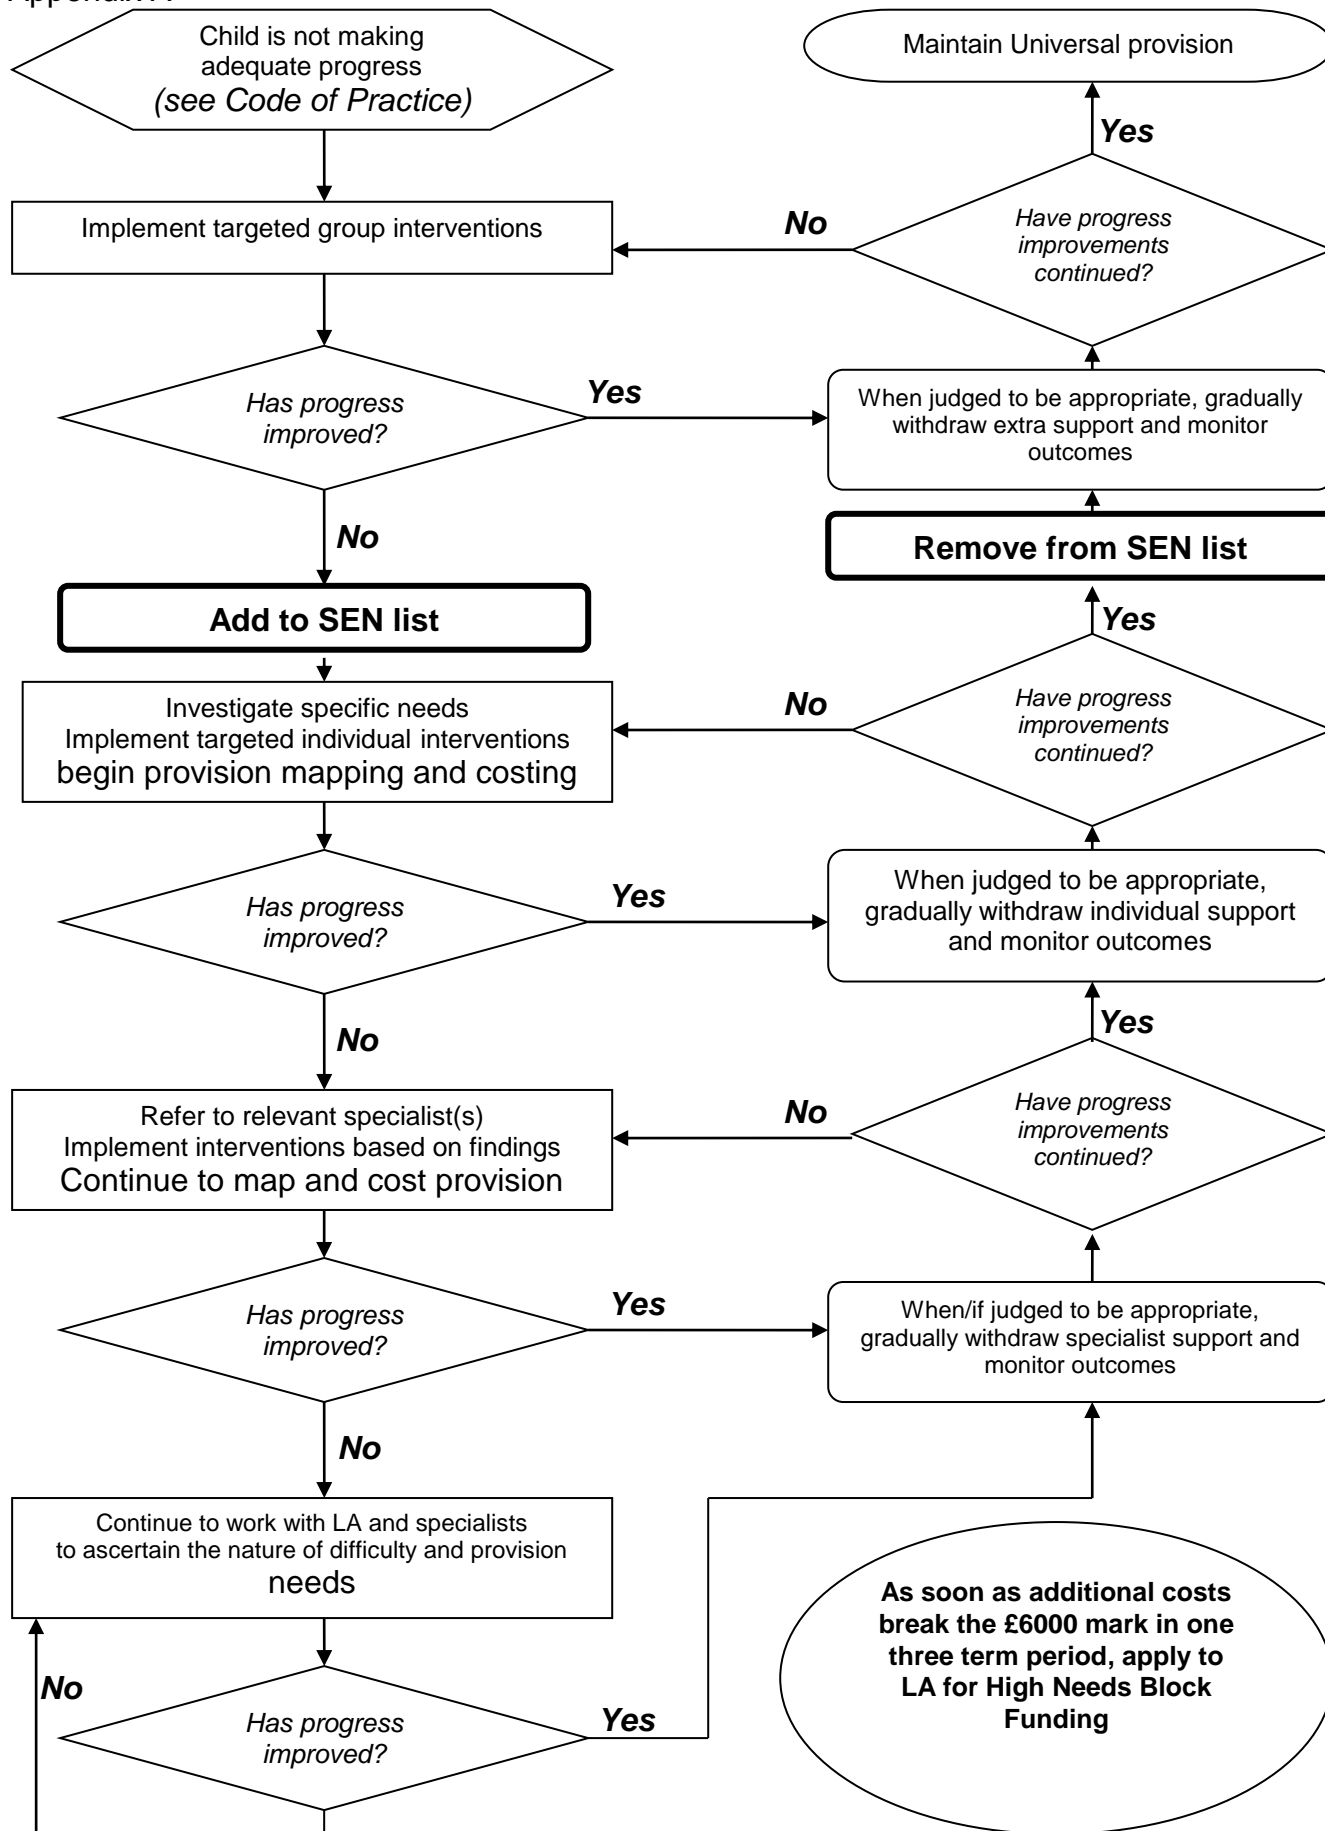 Child is not making
adequate progress
(see Code of Practice)
Maintain Universal provision
Yes
Implement targeted group interventions
No
Have progress
improvements
continued?
Has progress
improved?
Yes
When judged to be appropriate, gradually
withdraw extra support and monitor
outcomes
No
Remove from SEN list
Add to SEN list
Yes
Investigate specific needs
Implement targeted individual interventions
begin provision mapping and costing
No
Have progress
improvements
continued?
Has progress
improved?
Yes
When judged to be appropriate,
gradually withdraw individual support
and monitor outcomes
No
Yes
Refer to relevant specialist(s)
Implement interventions based on findings
Continue to map and cost provision
No
Have progress
improvements
continued?
Has progress
improved?
Yes
When/if judged to be appropriate,
gradually withdraw specialist support and
monitor outcomes
No
Continue to work with LA and specialists
to ascertain the nature of difficulty and provision
needs
As soon as additional costs
break the £6000 mark in one
three term period, apply to
LA for High Needs Block
Funding
No
Has progress
improved?
Yes